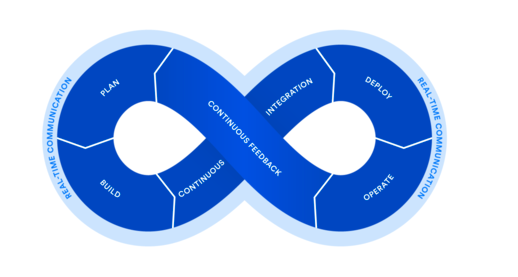 REAL-TIME COMMUNICATION
PLAN
BUILD
CONTINUOUS
INTEGRATION
CONTINUOUS FEEDBACK
DEPLOY
OPERATE
REAL-TIME COMMUNICATION